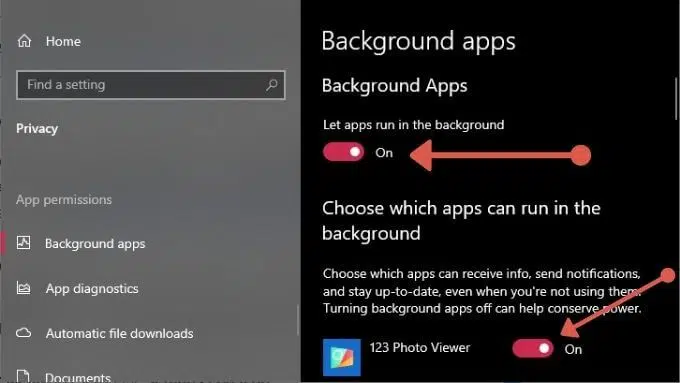 Home
Find a setting
Privacy
App permissions
Background apps
App diagnostics
Automatic file downloads
Documents
Background apps
Background Apps
Let apps run in the background
On
Choose which apps can run in the
background
Choose which apps can receive info, send notifications,
and stay up-to-date, even when you're not using them.
Turning background apps off can help conserve power.
123 Photo Viewer
On